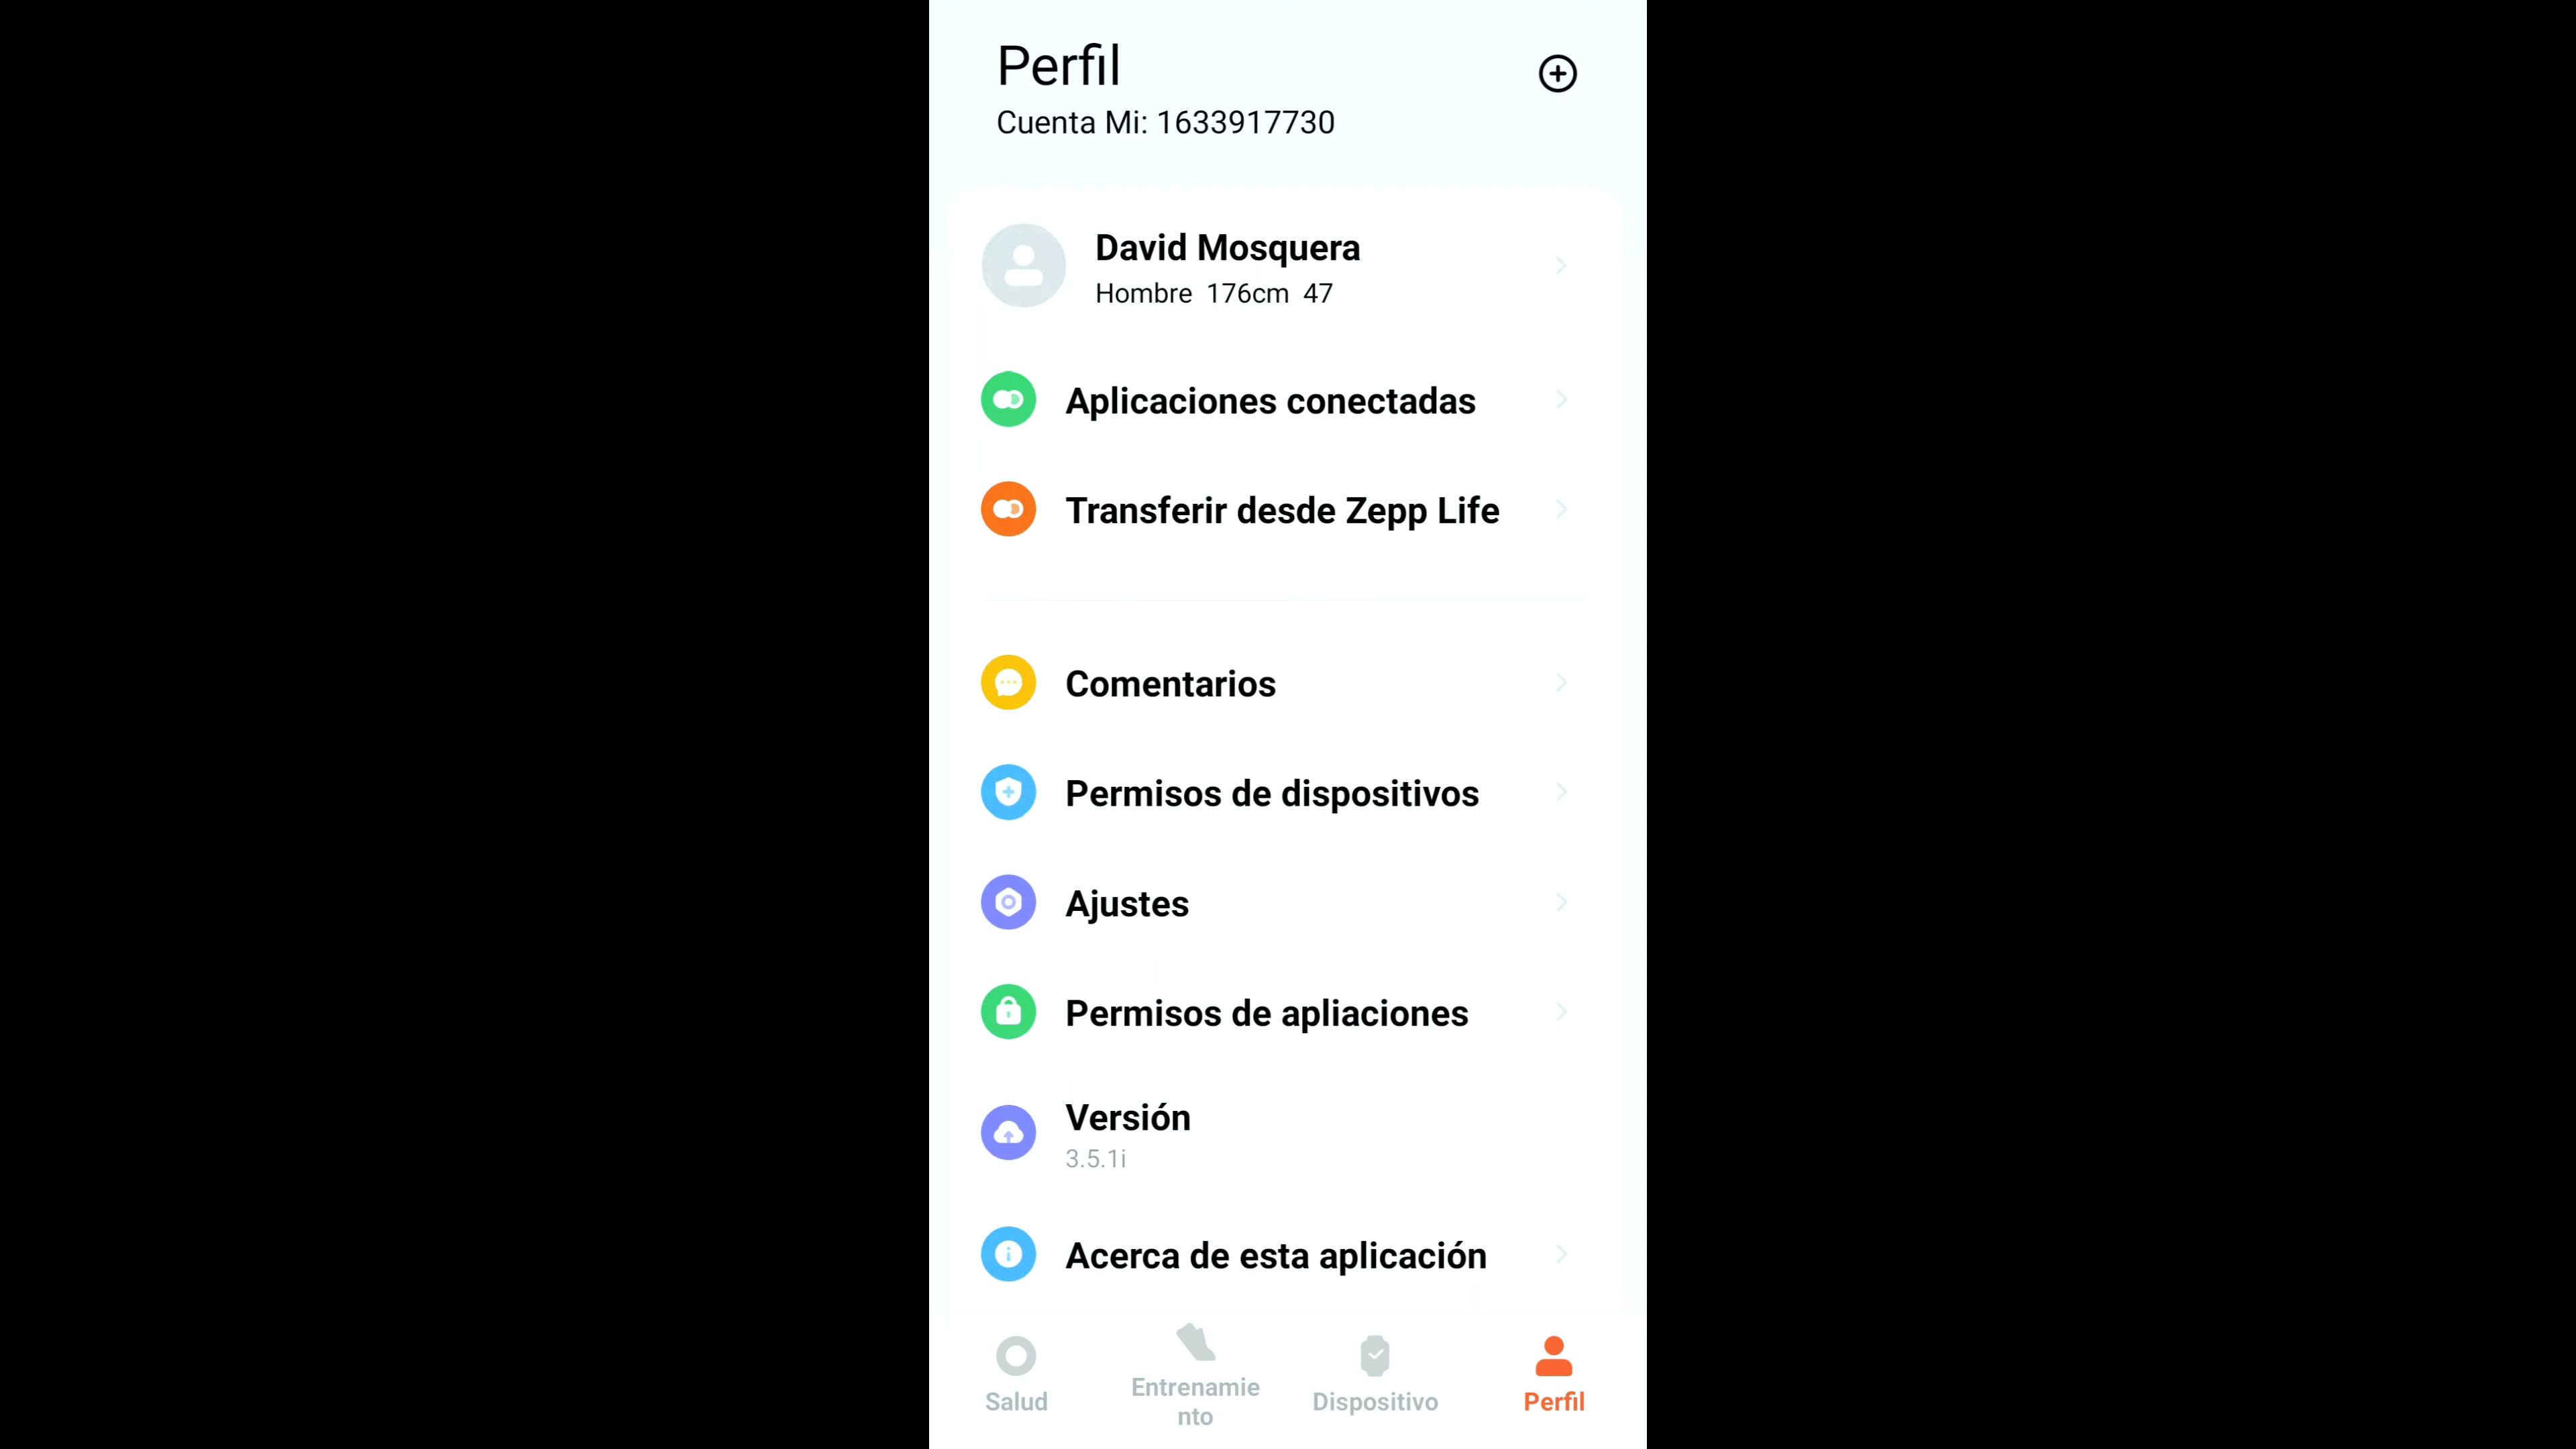 Perfil
Cuenta Mi: 1633917730
David Mosquera
Hombre 176cm 47
Aplicaciones conectadas
Transferir desde Zepp Life
Comentarios
Permisos de dispositivos
Ajustes
Permisos de apliaciones
Versión
3.5.1i
Acerca de esta aplicación
Salud
Entrenamie
nto
Dispositivo
Perfil